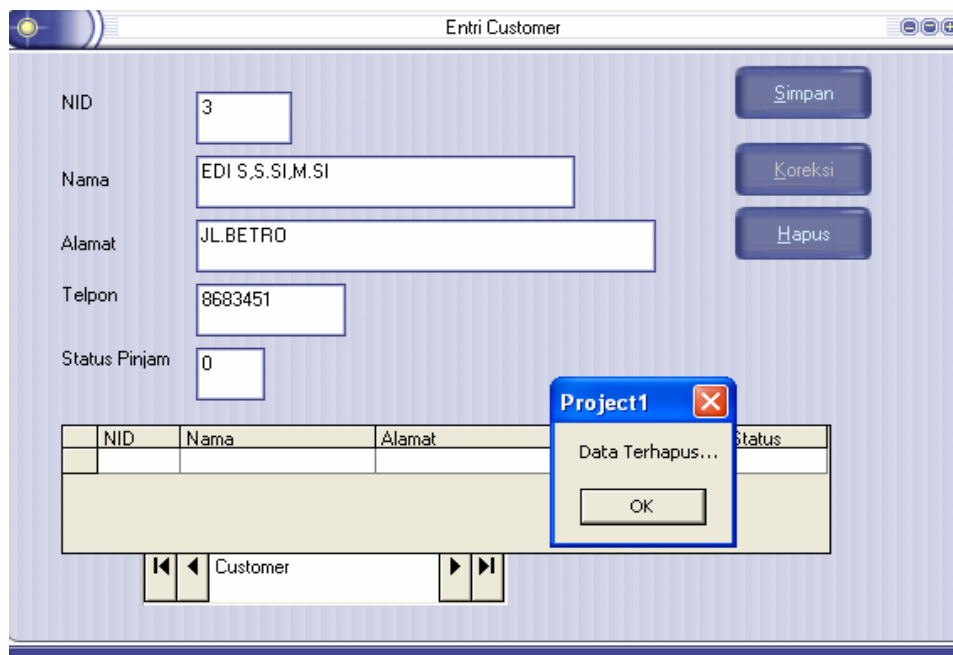 Entri Customer
NID
3
Simpan
Nama
EDI S,S.SI,M.SI
Koreksi
Alamat
JL.BETRO
Hapus
Telpon
8683451
Status Pinjam
0
Project1
Data Terhapus...
OK
NID Nama Alamat Status
Customer